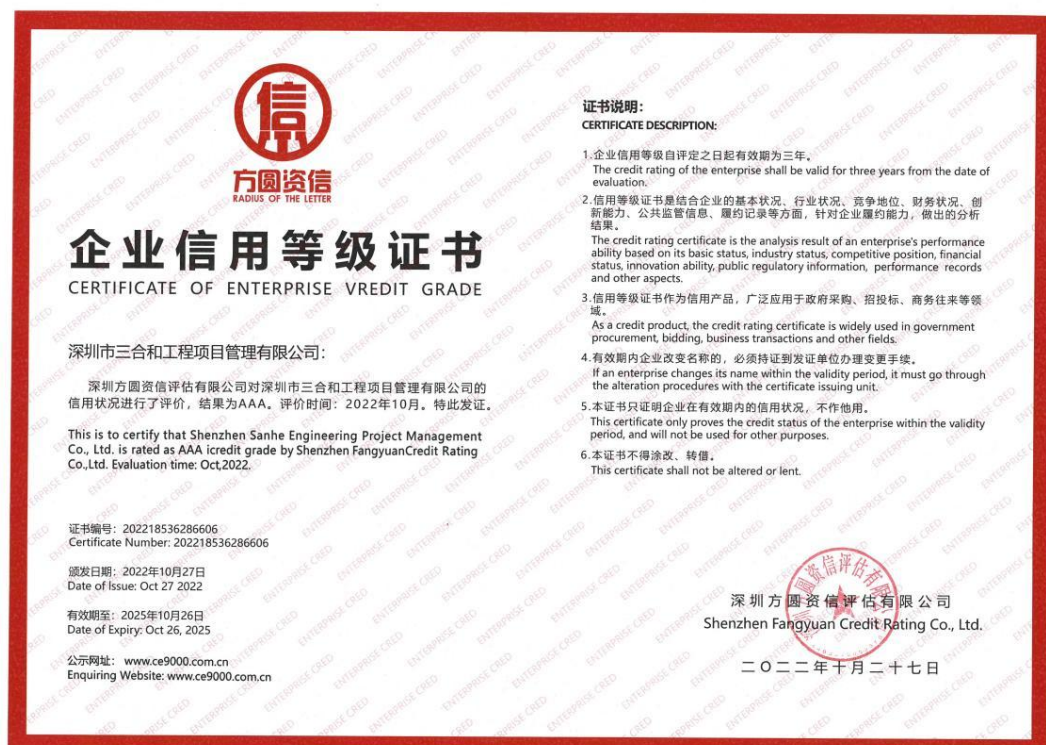 信
方圆资信
RADIUS OF THE LETTER
企业信用等级证书
CERTIFICATE OF ENTERPRISE VREDIT GRADE
深圳市三合和工程项目管理有限公司：
深圳方圆资信评估有限公司对深圳市三合和工程项目管理有限公司的
信用状况进行了评价，结果为AAA。评价时间：2022年10月。特此发证。
This is to certify that Shenzhen Sanhe Engineering Project Management
Co., Ltd. is rated as AAA icredit grade by Shenzhen FangyuanCredit Rating
Co.,Ltd. Evaluation time: Oct,2022.
证书编号：202218536286606
Certificate Number: 202218536286606
颁发日期：2022年10月27日
Date of Issue: Oct 27 2022
有效期至：2025年10月26日
Date of Expiry: Oct 26, 2025
公示网址： www.ce9000.com.cn
Enquiring Website: www.ce9000.com.cn
证书说明：
CERTIFICATE DESCRIPTION:
1.企业信用等级自评定之日起有效期为三年。
The credit rating of the enterprise shall be valid for three years from the date of
evaluation.
2.信用等级证书是结合企业的基本状况、行业状况、竞争地位、财务状况、创
新能力、公共监管信息、履约记录等方面，针对企业履约能力，做出的分析
结果。
The credit rating certificate is the analysis result of an enterprise's performance
ability based on its basic status, industry status, competitive position, financial
status, innovation ability, public regulatory information, performance records
and other aspects.
3.信用等级证书作为信用产品，广泛应用于政府采购、招投标、商务往来等领
域。
As a credit product, the credit rating certificate is widely used in government
procurement, bidding, business transactions and other fields.
4.有效期内企业改变名称的，必须持证到发证单位办理变更手续。
If an enterprise changes its name within the validity period, it must go through
the alteration procedures with the certificate issuing unit.
5.本证书只证明企业在有效期内的信用状况，不作他用。
This certificate only proves the credit status of the enterprise within the validity
period, and will not be used for other purposes.
6.本证书不得涂改、转借。
This certificate shall not be altered or lent.
深圳方圆资信评估有限公司
Shenzhen Fangyuan Credit Rating Co., Ltd.
二〇二二年十月二十七日
深圳方圆资信评估有限公司
ENTERPRISE CRED